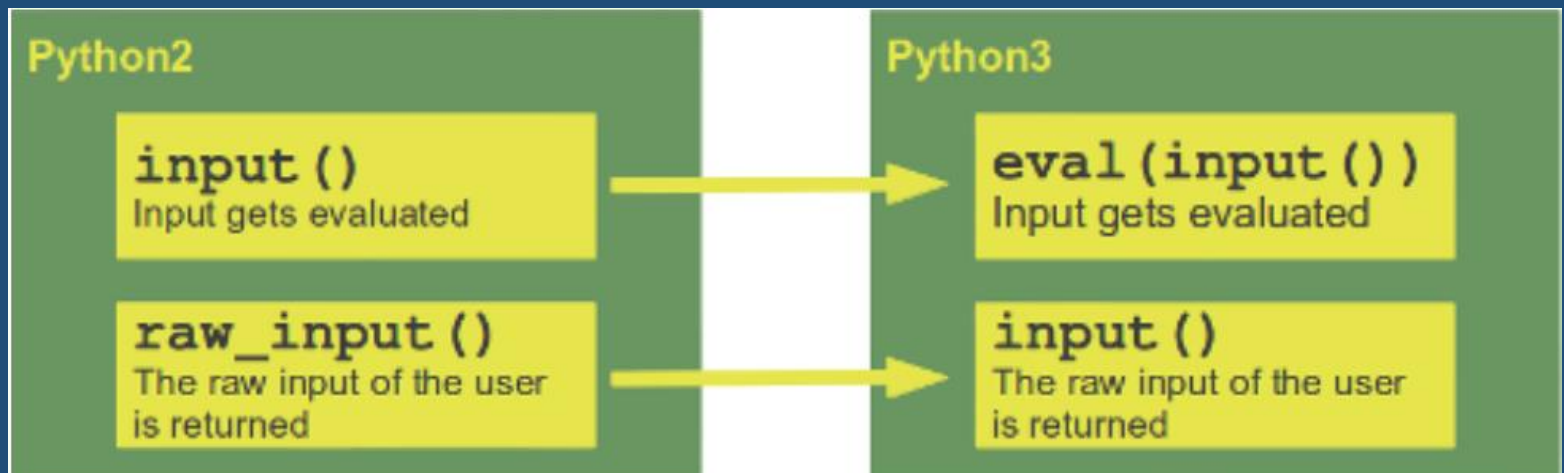 Python2
input()
Input gets evaluated
raw_input()
The raw input of the user
is returned
Python3
eval(input())
Input gets evaluated
input()
The raw input of the user
is returned